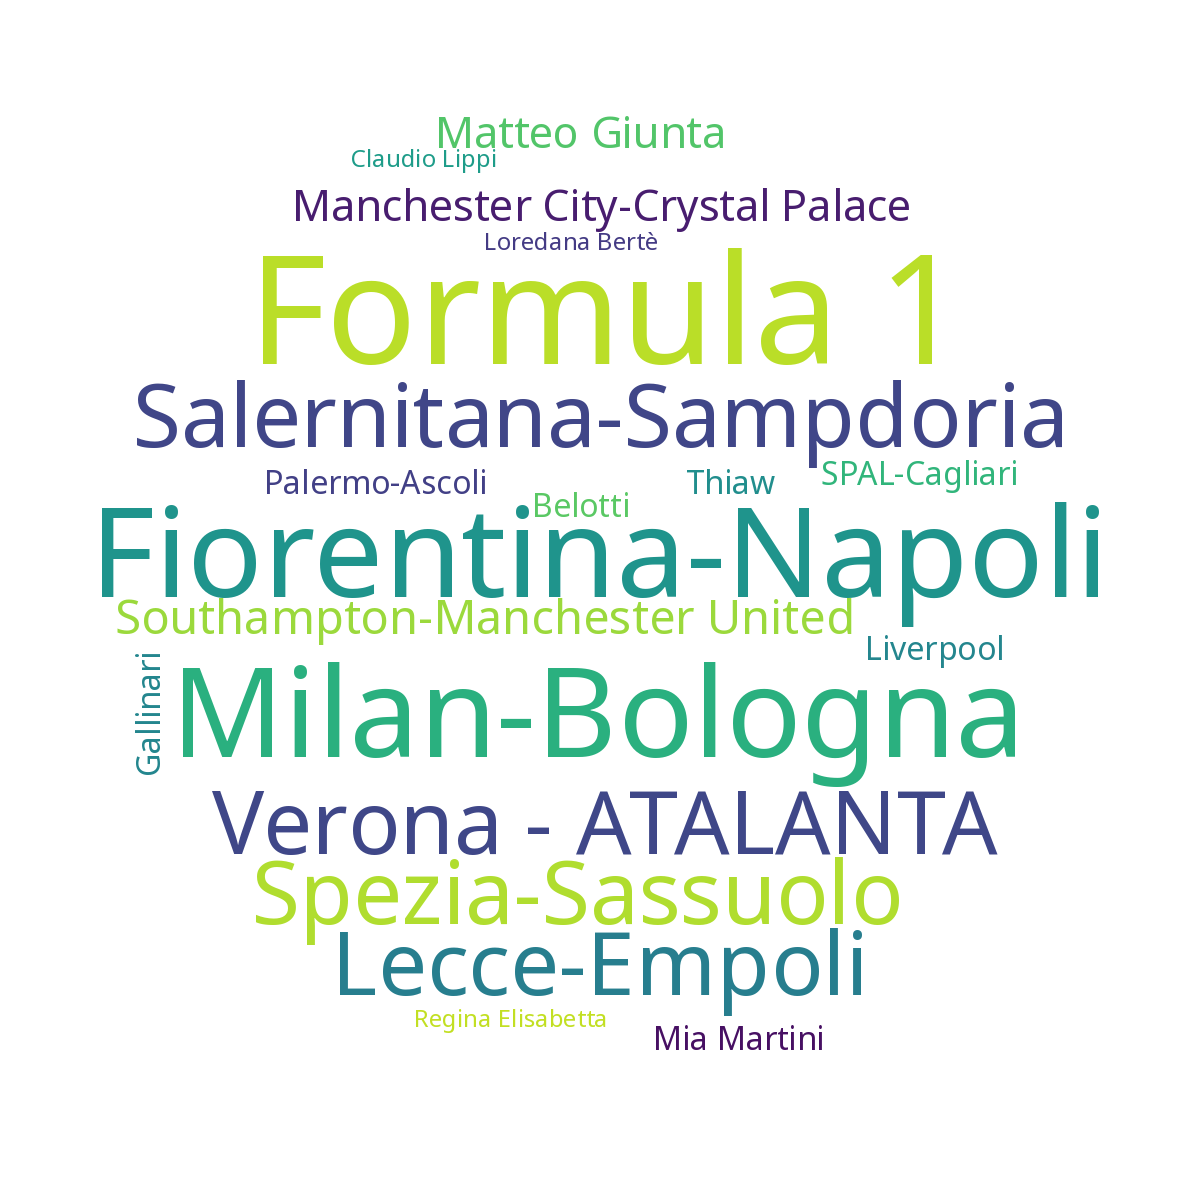 Matteo Giunta
Claudio Lippi
Manchester City-Crystal Palace
Loredana Bertè
Formula 1
Salernitana-Sampdoria
Palermo-Ascoli
Thiaw
SPAL-Cagliari
Belotti
Fiorentina-Napoli
Southampton-Manchester United
Liverpool
Gallinari
Milan-Bologna
Verona - ATALANTA
Spezia-Sassuolo
Lecce-Empoli
Regina Elisabetta
Mia Martini